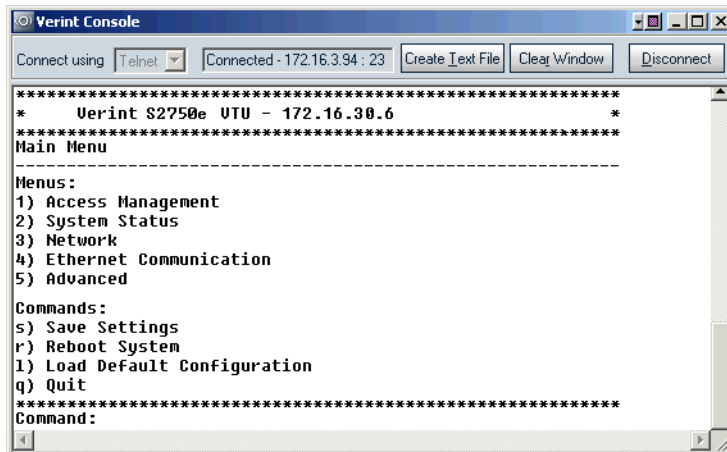 Verint Console
Connect using Telnet Connected - 172.16.3.94 : 23 Create Text File Clear Window Disconnect
************************************************************
*     Verint S2750e VTU - 172.16.30.6                      *
************************************************************
Main Menu
------------------------------------------------------------
Menus:
1) Access Management
2) System Status
3) Network
4) Ethernet Communication
5) Advanced
Commands:
s) Save Settings
r) Reboot System
l) Load Default Configuration
q) Quit
************************************************************
Command: